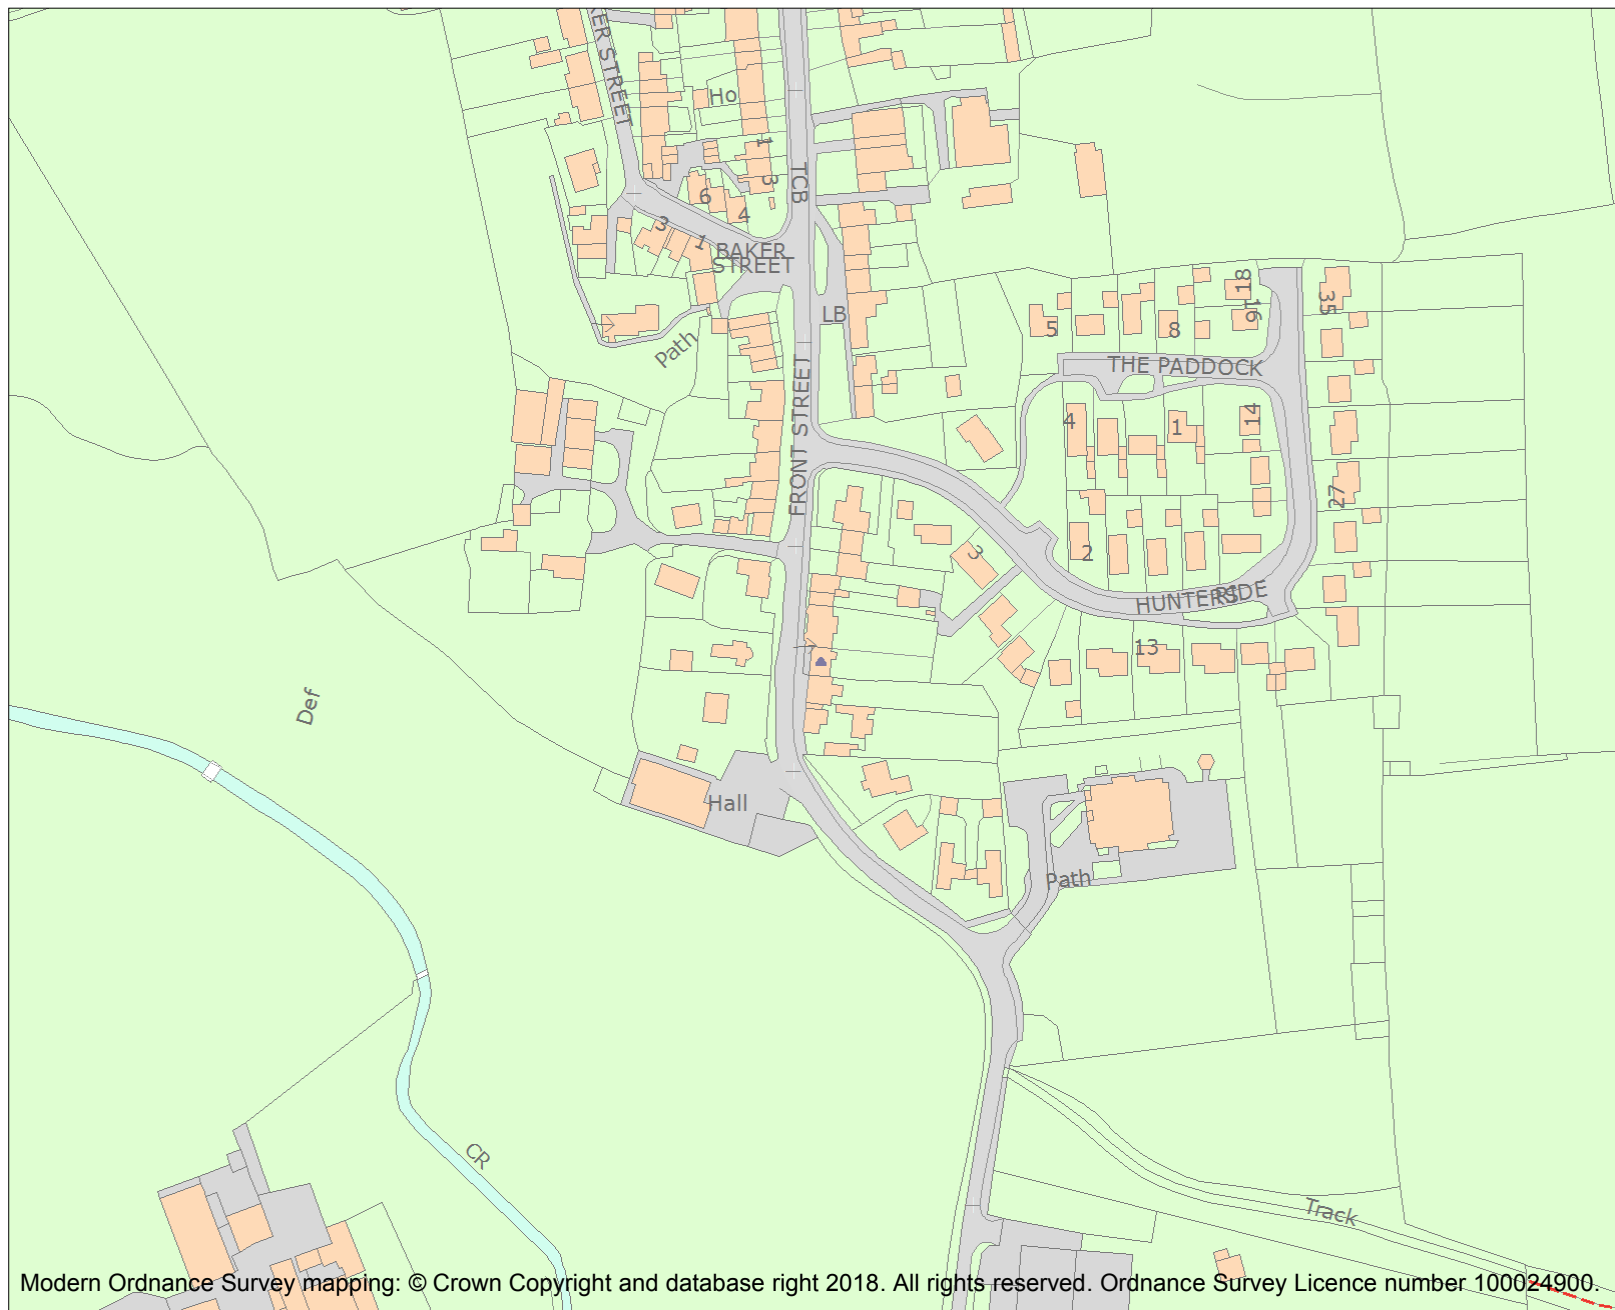 KER STREET
Ho
1
3
TCB
6
4
3
1
BAKER
STREET
LB
Path
FRONT STREET
5
8
18
16
35
THE PADDOCK
4
1
14
27
3
2
HUNTERS
RIDE
13
Def
Hall
Path
CR
Track
Modern Ordnance Survey mapping: © Crown Copyright and database right 2018. All rights reserved. Ordnance Survey Licence number 100024900.